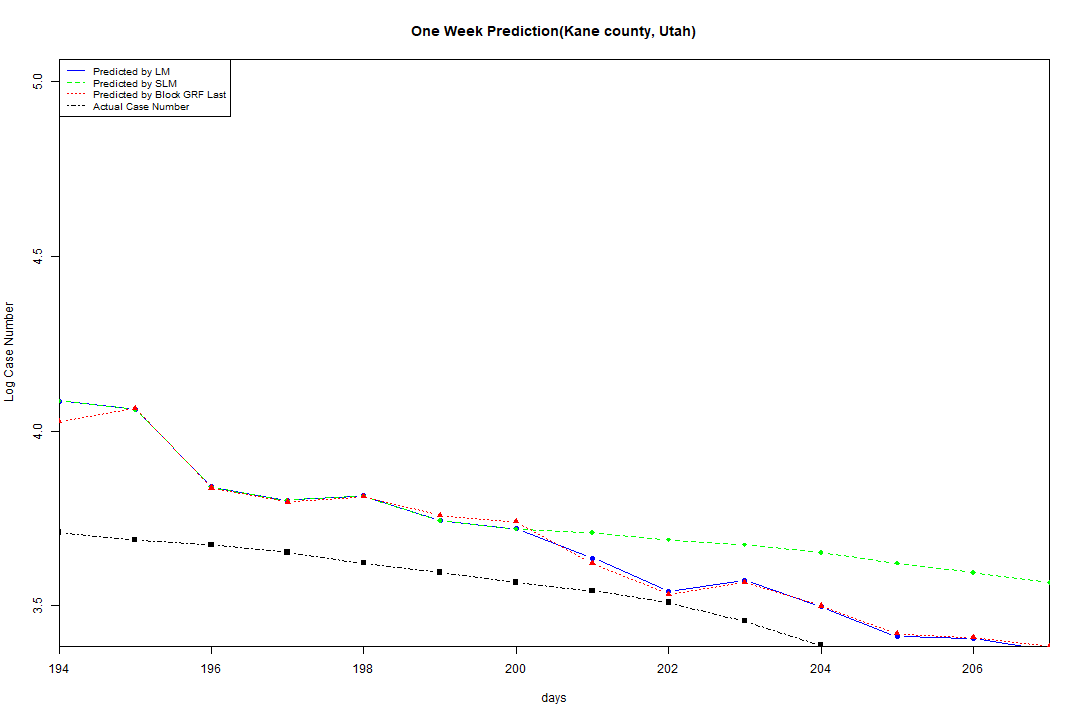 One Week Prediction(Kane county, Utah)
Predicted by LM
Predicted by SLM
Predicted by Block GRF Last
Actual Case Number
5.0
4.5
4.0
3.5
Log Case Number
194 196 198 200 202 204 206
days